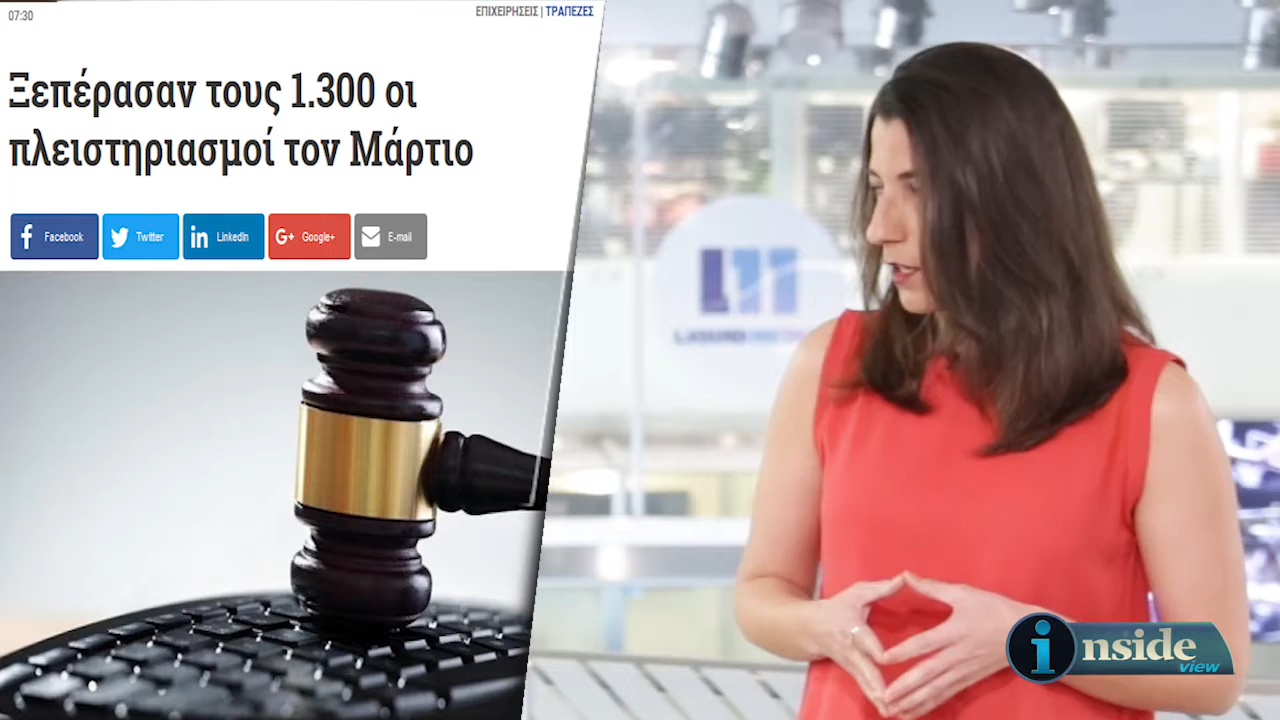 07:30
ΕΠΙΧΕΙΡΗΣΕΙΣ | ΤΡΑΠΕΖΕΣ
Ξεπέρασαν τους 1.300 οι
πλειστηριασμοί τον Μάρτιο
Facebook
Twitter
LinkedIn
Google+
E-mail
inside
view